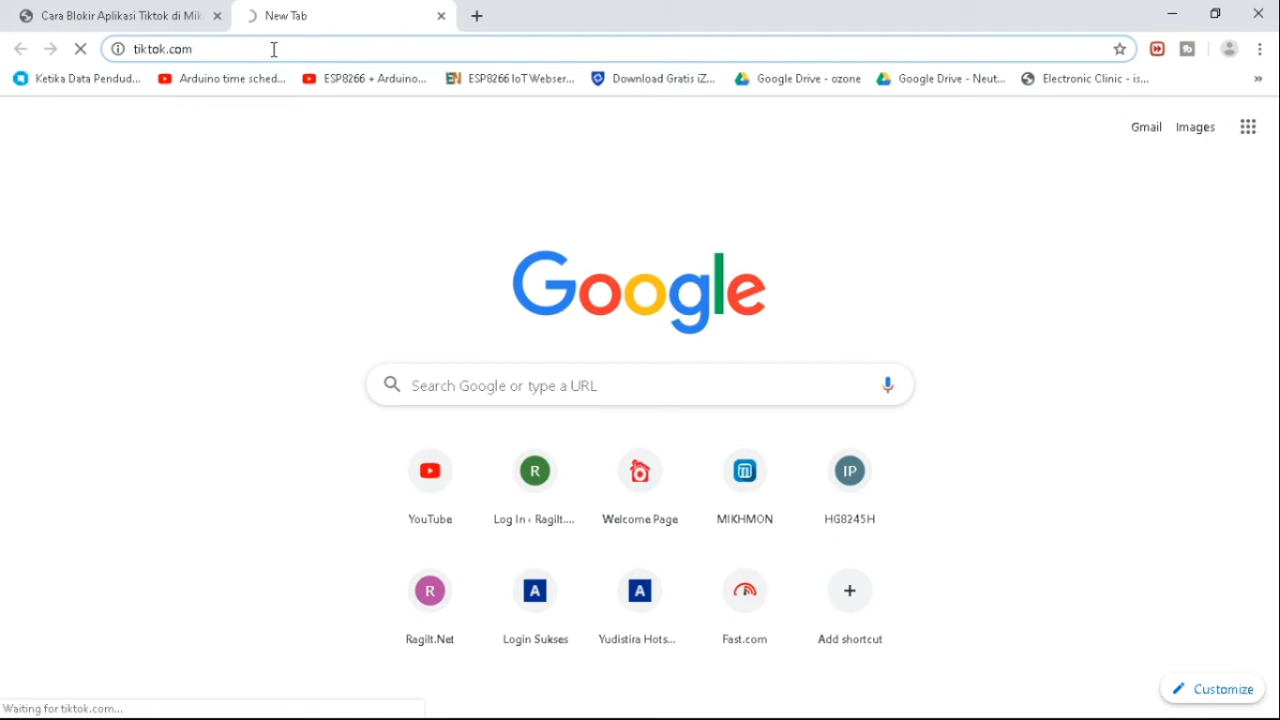 Cara Blokir Aplikasi Tiktok di Mik
New Tab
tiktok.com
Ketika Data Pendud...
Arduino time sched...
ESP8266 + Arduino...
EN ESP8266 IoT Webser...
Download Gratis iZ...
Google Drive - ozone
Google Drive - Neut...
Electronic Clinic - is...
»
Gmail
Images
Google
Search Google or type a URL
YouTube
R
Log In ‹ Ragilt....
Welcome Page
MIKHMON
IP
HG8245H
R
Ragilt.Net
A
Login Sukses
A
Yudistira Hots...
Fast.com
Add shortcut
Customize
Waiting for tiktok.com...